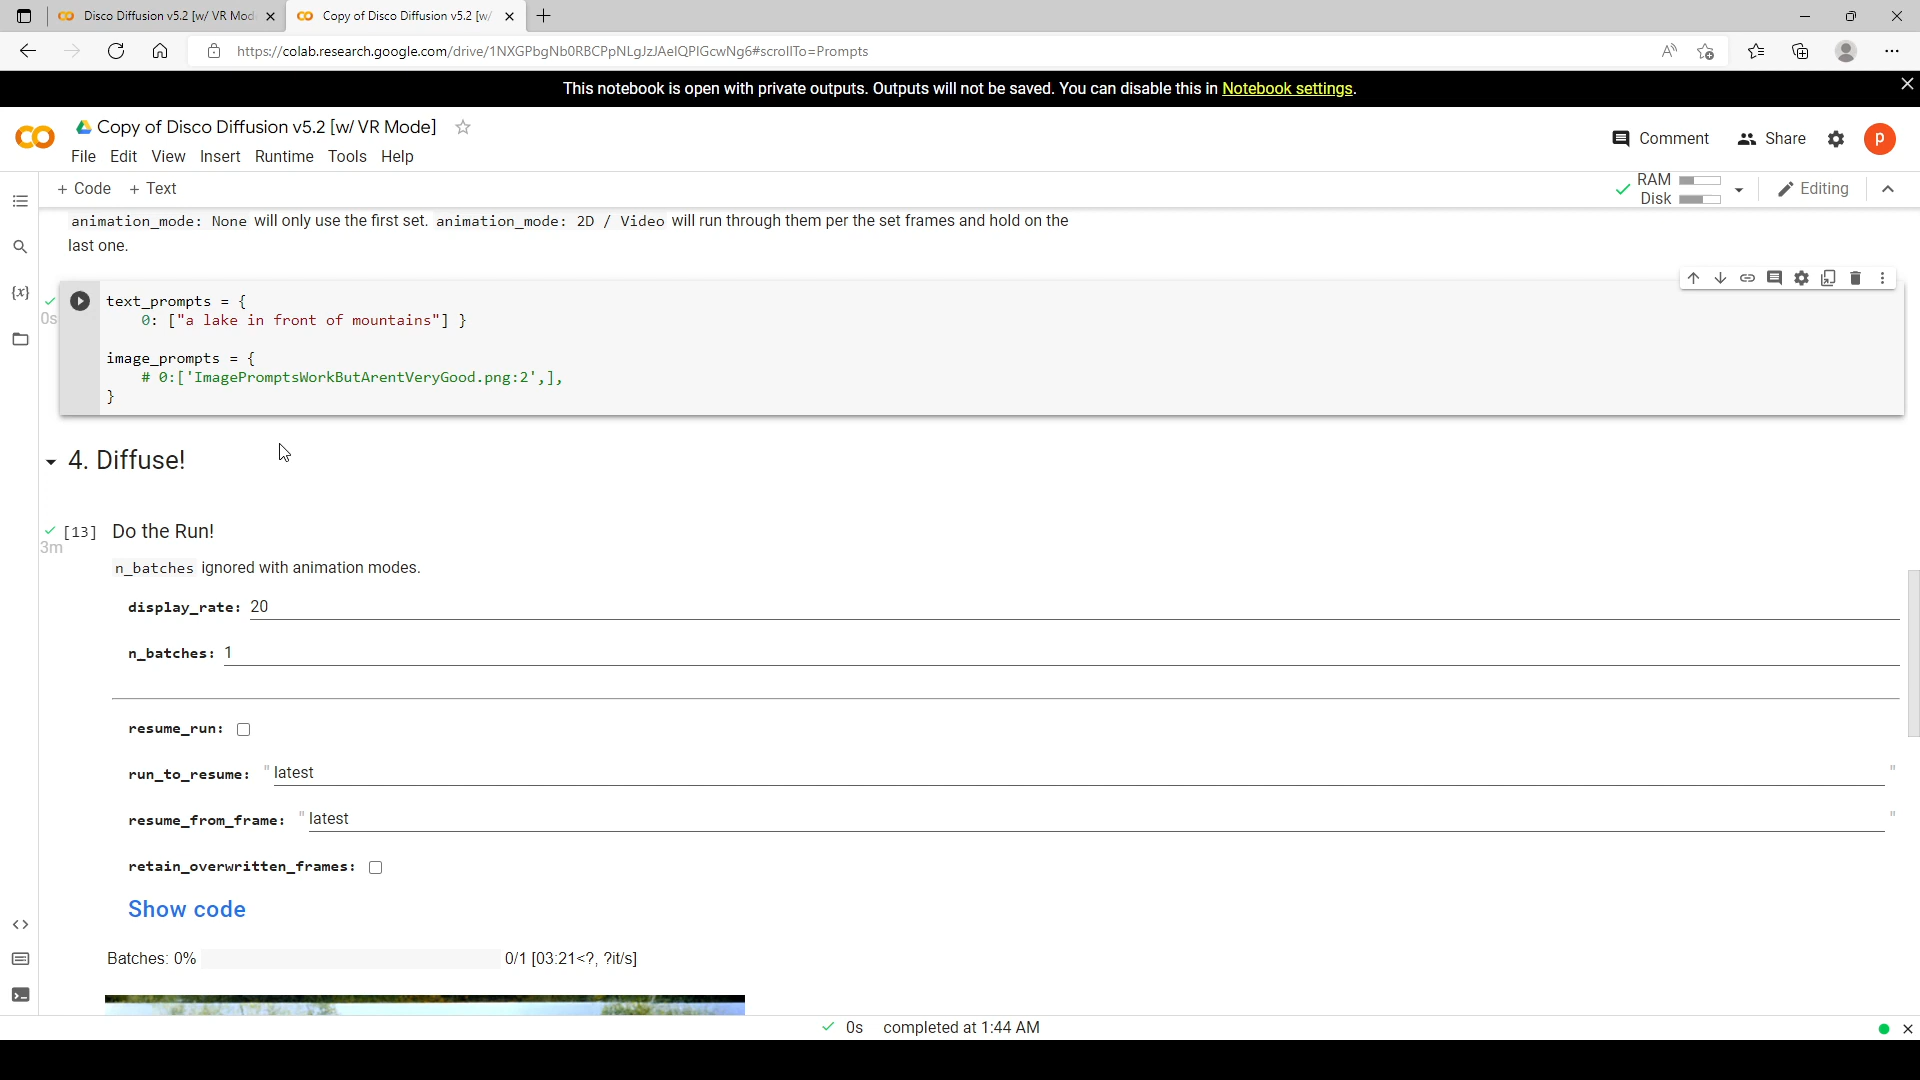 Disco Diffusion v5.2 [w/ VR Mod
Copy of Disco Diffusion v5.2 [w/
https://colab.research.google.com/drive/1NXGPbgNb0RBCPpNLgJzJAeIQPIGcwNg6#scrollTo=Prompts
This notebook is open with private outputs. Outputs will not be saved. You can disable this in Notebook settings.
Copy of Disco Diffusion v5.2 [w/ VR Mode]
File Edit View Insert Runtime Tools Help
Comment Share P
+ Code + Text
RAM
Disk
Editing
animation_mode: None will only use the first set. animation_mode: 2D / Video will run through them per the set frames and hold on the
last one.
0s
text_prompts = {
0: ["a lake in front of mountains"] }
image_prompts = {
# 0:['ImagePromptsWorkButArentVeryGood.png:2',],
}
4. Diffuse!
[13] Do the Run!
3m
n_batches ignored with animation modes.
display_rate: 20
n_batches: 1
resume_run:
run_to_resume: "latest"
resume_from_frame: "latest"
retain_overwritten_frames:
Show code
Batches: 0% 0/1 [03:21<?, ?it/s]
0s completed at 1:44 AM